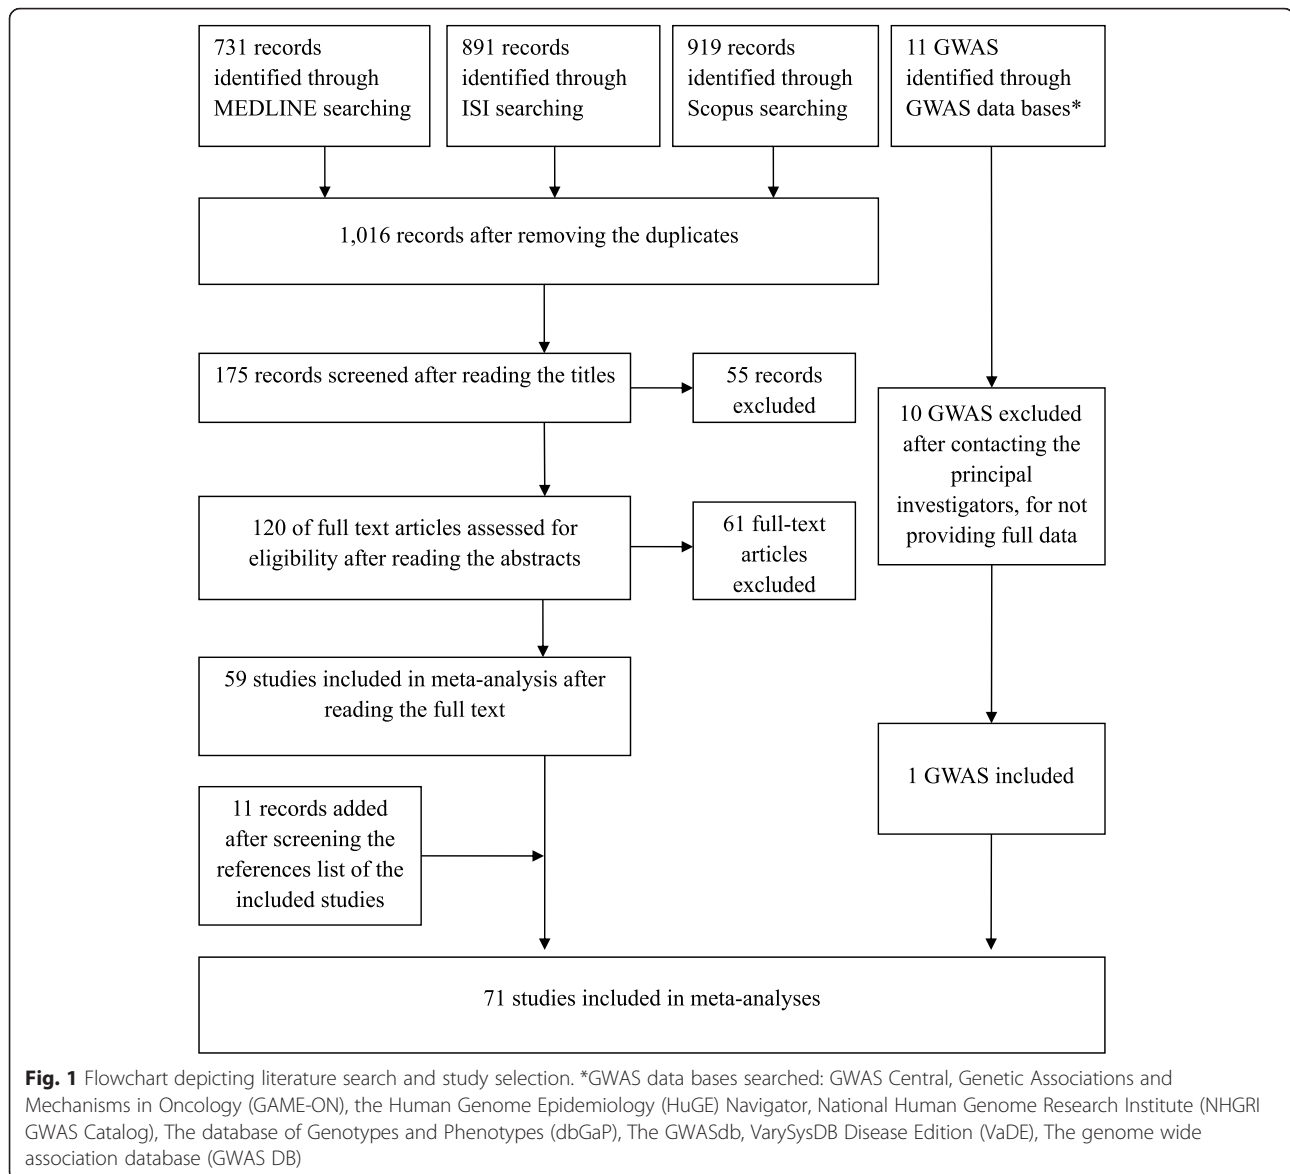 731 records
identified through
MEDLINE searching
891 records
identified through
ISI searching
919 records
identified through
Scopus searching
11 GWAS
identified through
GWAS data bases*
1,016 records after removing the duplicates
175 records screened after reading the titles
55 records
excluded
10 GWAS excluded
after contacting the
principal
investigators, for not
providing full data
120 of full text articles assessed for
eligibility after reading the abstracts
61 full-text
articles
excluded
59 studies included in meta-analysis after
reading the full text
1 GWAS included
11 records added
after screening the
references list of the
included studies
71 studies included in meta-analyses
Fig. 1 Flowchart depicting literature search and study selection. *GWAS data bases searched: GWAS Central, Genetic Associations and
Mechanisms in Oncology (GAME-ON), the Human Genome Epidemiology (HuGE) Navigator, National Human Genome Research Institute (NHGRI
GWAS Catalog), The database of Genotypes and Phenotypes (dbGaP), The GWASdb, VarySysDB Disease Edition (VaDE), The genome wide
association database (GWAS DB)